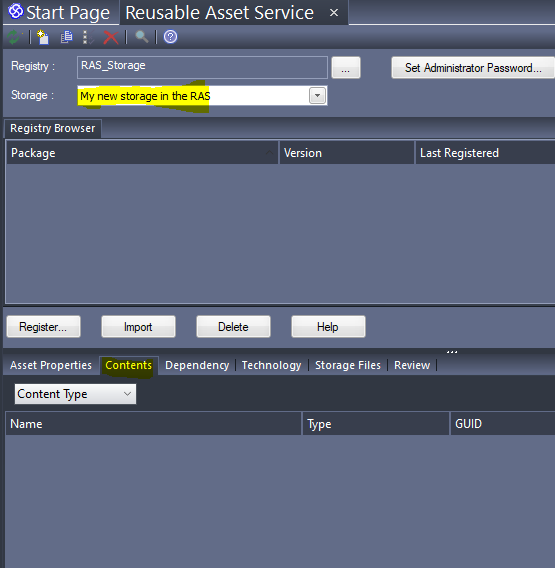 Start Page Reusable Asset Service ×
Registry : RAS_Storage ... Set Administrator Password...
Storage : My new storage in the RAS
Registry Browser
Package Version Last Registered
Register... Import Delete Help
Asset Properties Contents Dependency Technology Storage Files Review
Content Type
Name Type GUID